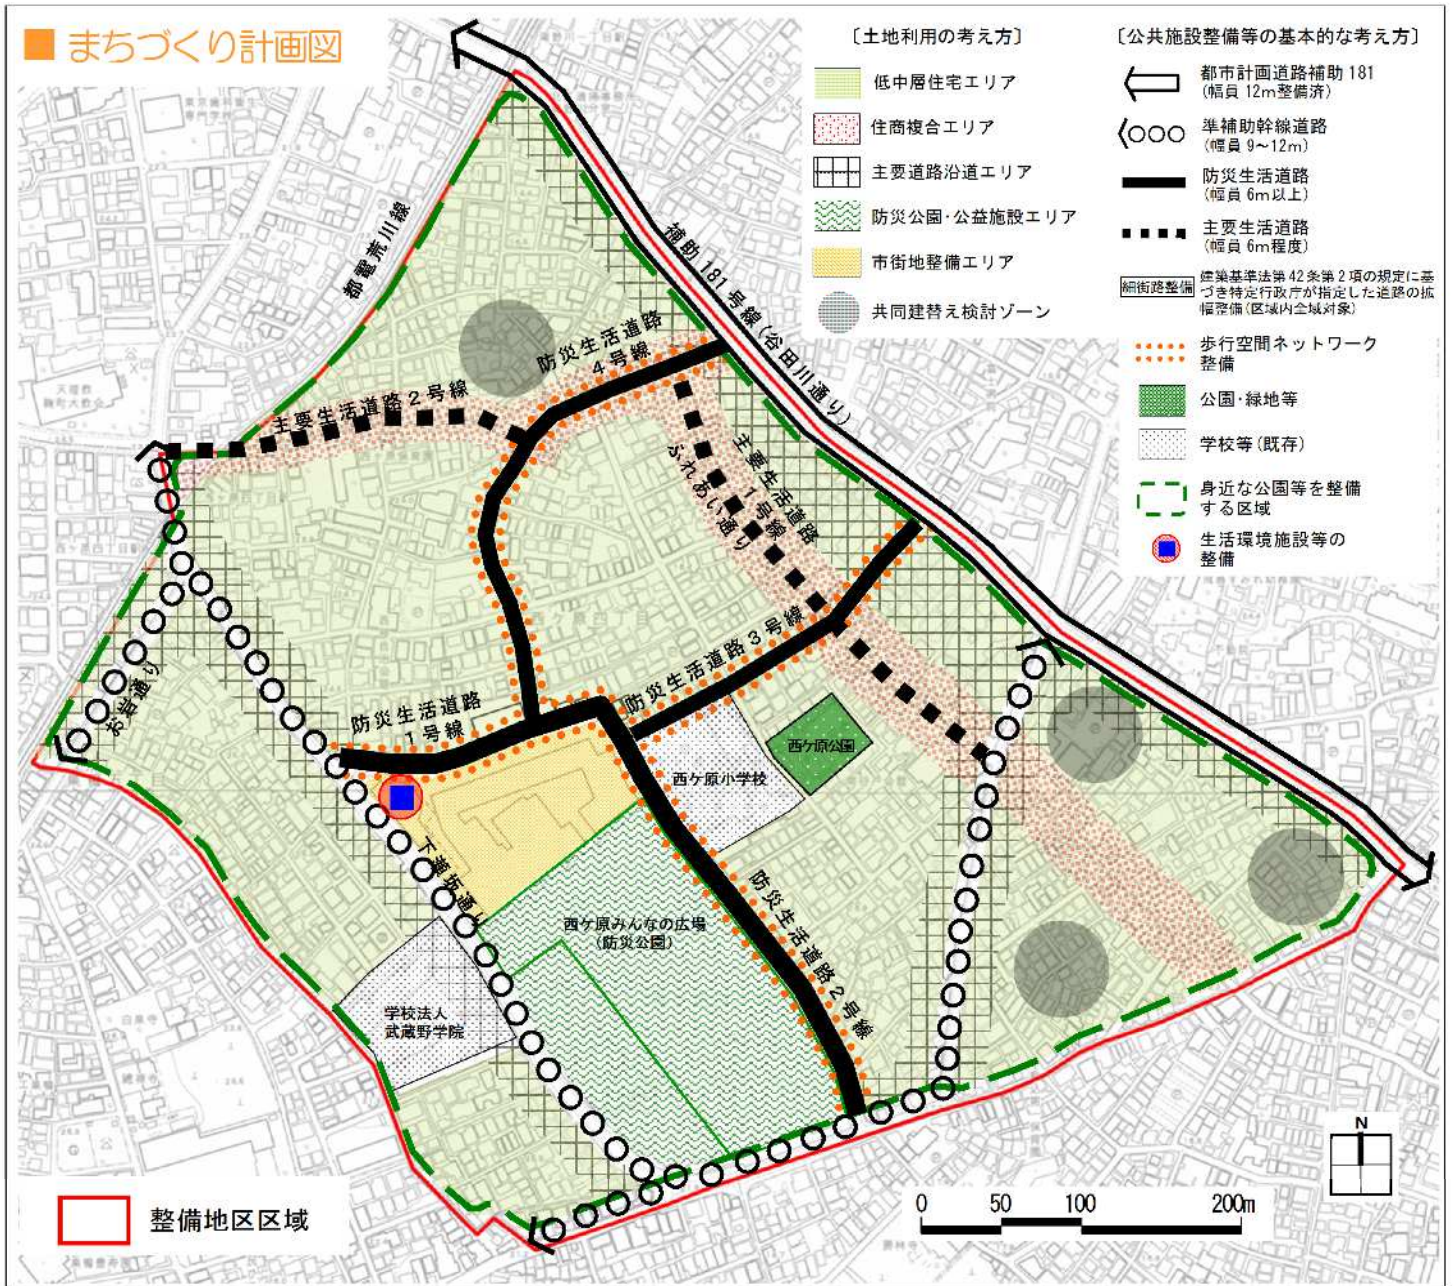 ■ まちづくり計画図
〔土地利用の考え方〕
低中層住宅エリア
住商複合エリア
主要道路沿道エリア
防災公園・公益施設エリア
市街地整備エリア
共同建替え検討ゾーン
〔公共施設整備等の基本的な考え方〕
都市計画道路補助181
(幅員12m整備済)
準補助幹線道路
(幅員9～12m)
防災生活道路
(幅員6m以上)
主要生活道路
(幅員6m程度)
細街路整備
建築基準法第42条第2項の規定に基
づき特定行政庁が指定した道路の拡
幅整備(区域内全域対象)
歩行空間ネットワーク
整備
公園・緑地等
学校等(既存)
身近な公園等を整備
する区域
生活環境施設等の
整備
都電荒川線
補助181号線(谷田川通り)
防災生活道路
4号線
主要生活道路2号線
主要生活道路
1号線
ふれあい通り
防災生活道路3号線
お岩通り
防災生活道路
1号線
西ケ原小学校
西ケ原公園
下瀬坂通り
西ケ原みんなの広場
(防災公園)
防災生活道路2号線
学校法人
武蔵野学院
整備地区区域
0 50 100 200m
N